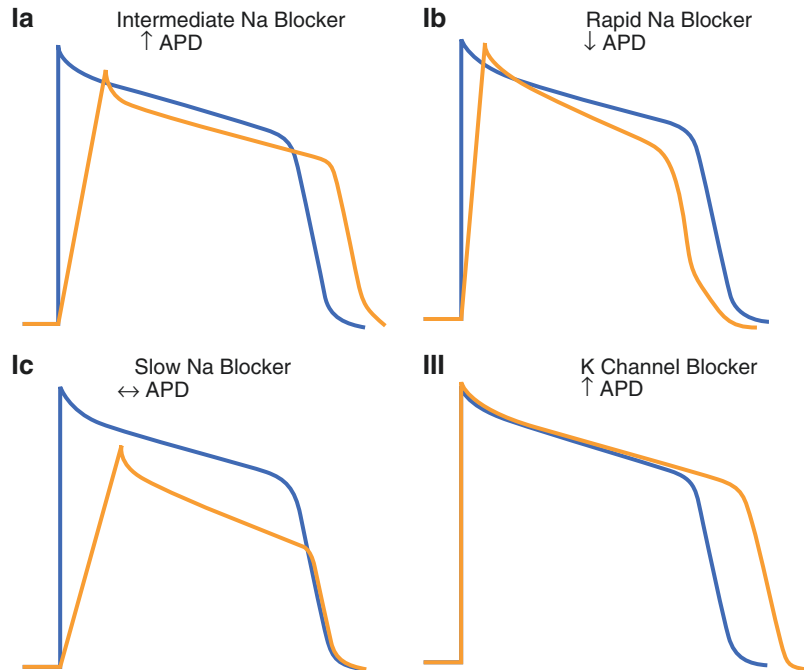 Ia
Intermediate Na Blocker
↑ APD
Ib
Rapid Na Blocker
↓ APD
Ic
Slow Na Blocker
↔ APD
III
K Channel Blocker
↑ APD